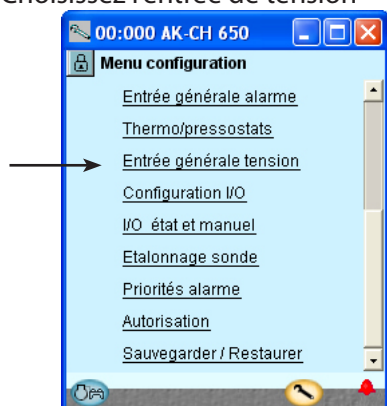 Choisissez l'entrée de tension
00:000 AK-CH 650
Menu configuration
Entrée générale alarme
Thermo/pressostats
Entrée générale tension
Configuration I/O
I/O état et manuel
Etalonnage sonde
Priorités alarme
Autorisation
Sauvegarder / Restaurer